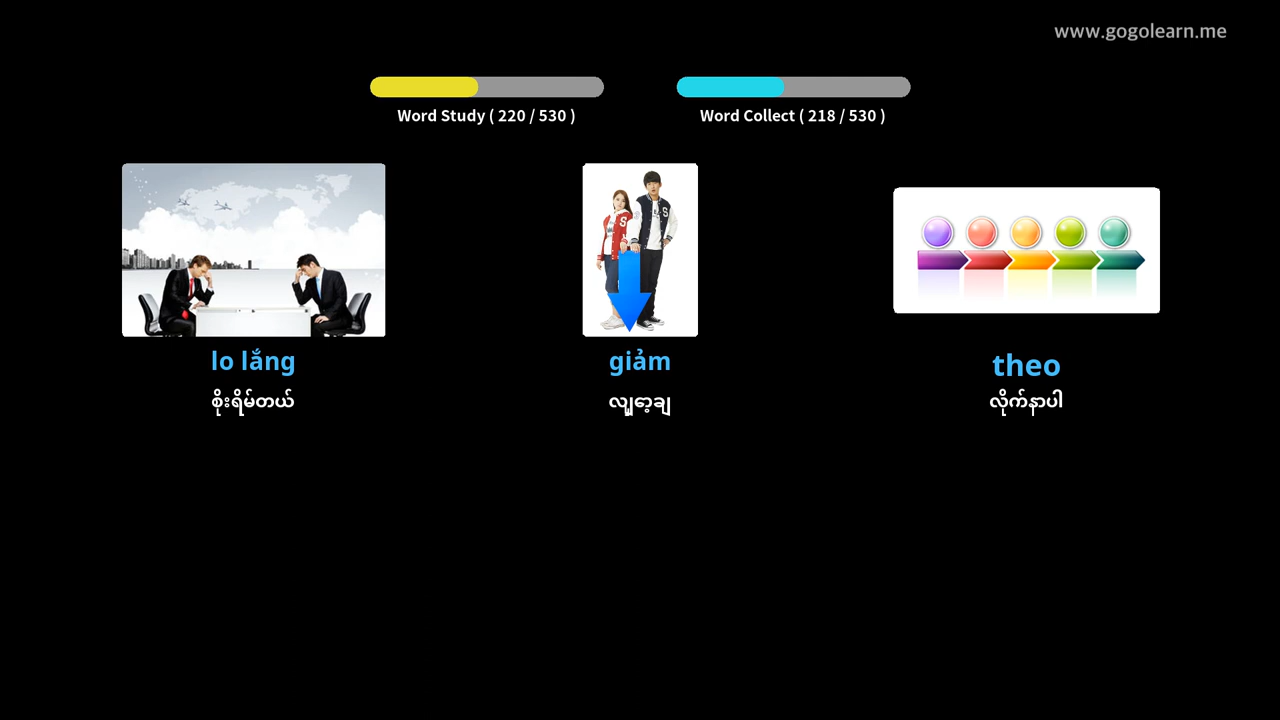 www.gogolearn.me
Word Study ( 220 / 530 )
Word Collect ( 218 / 530 )
lo lắng
giảm
theo
စိုးရိမ်တယ်
လျှော့ချ
လိုက်နာပါ